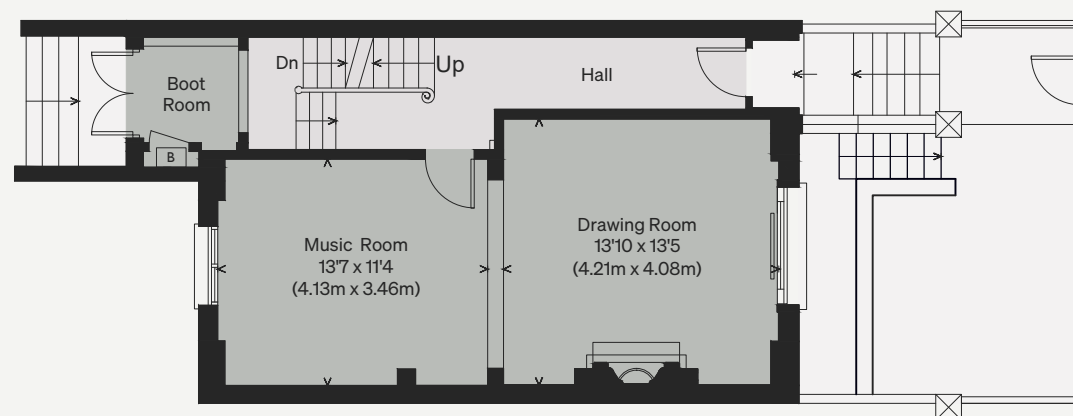 Boot
Room
B
Dn
Up
Hall
Music Room
13'7 x 11'4
(4.13m x 3.46m)
Drawing Room
13'10 x 13'5
(4.21m x 4.08m)